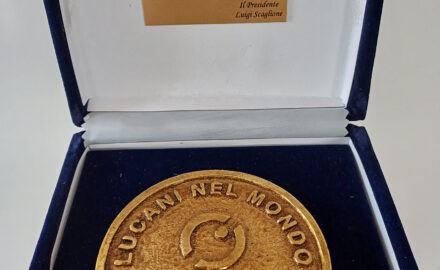 Il Presidente
Luigi Scaglione
LUCANI NEL MONDO